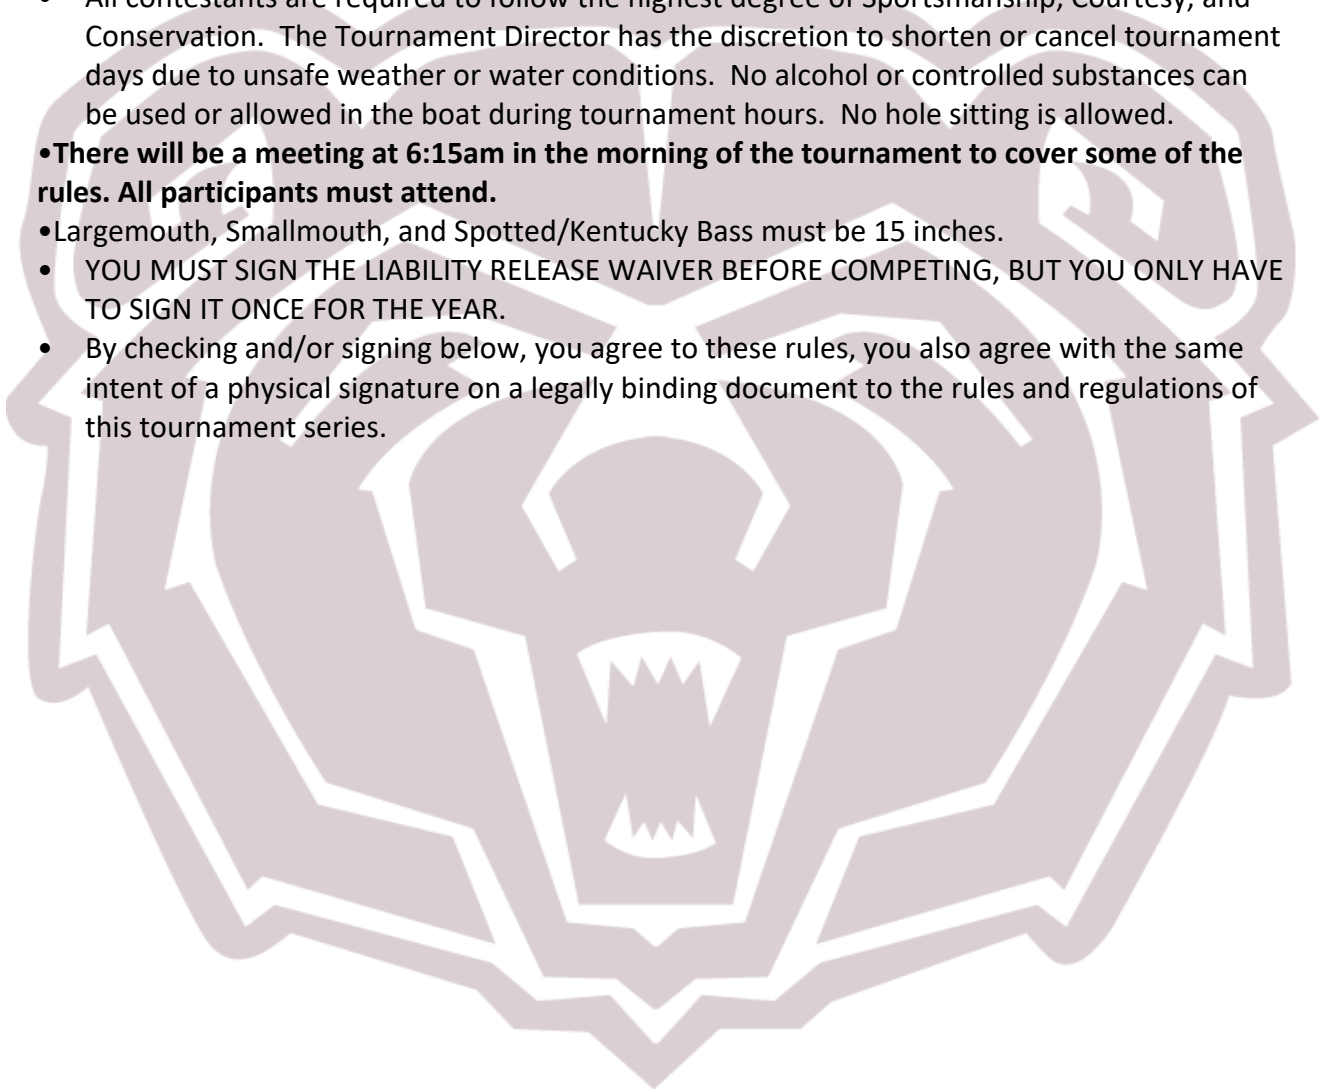 • All contestants are required to follow the highest degree of Sportsmanship, Courtesy, and
Conservation.  The Tournament Director has the discretion to shorten or cancel tournament
days due to unsafe weather or water conditions.  No alcohol or controlled substances can
be used or allowed in the boat during tournament hours.  No hole sitting is allowed.
•There will be a meeting at 6:15am in the morning of the tournament to cover some of the
rules. All participants must attend.
•Largemouth, Smallmouth, and Spotted/Kentucky Bass must be 15 inches.
• YOU MUST SIGN THE LIABILITY RELEASE WAIVER BEFORE COMPETING, BUT YOU ONLY HAVE
TO SIGN IT ONCE FOR THE YEAR.
• By checking and/or signing below, you agree to these rules, you also agree with the same
intent of a physical signature on a legally binding document to the rules and regulations of
this tournament series.